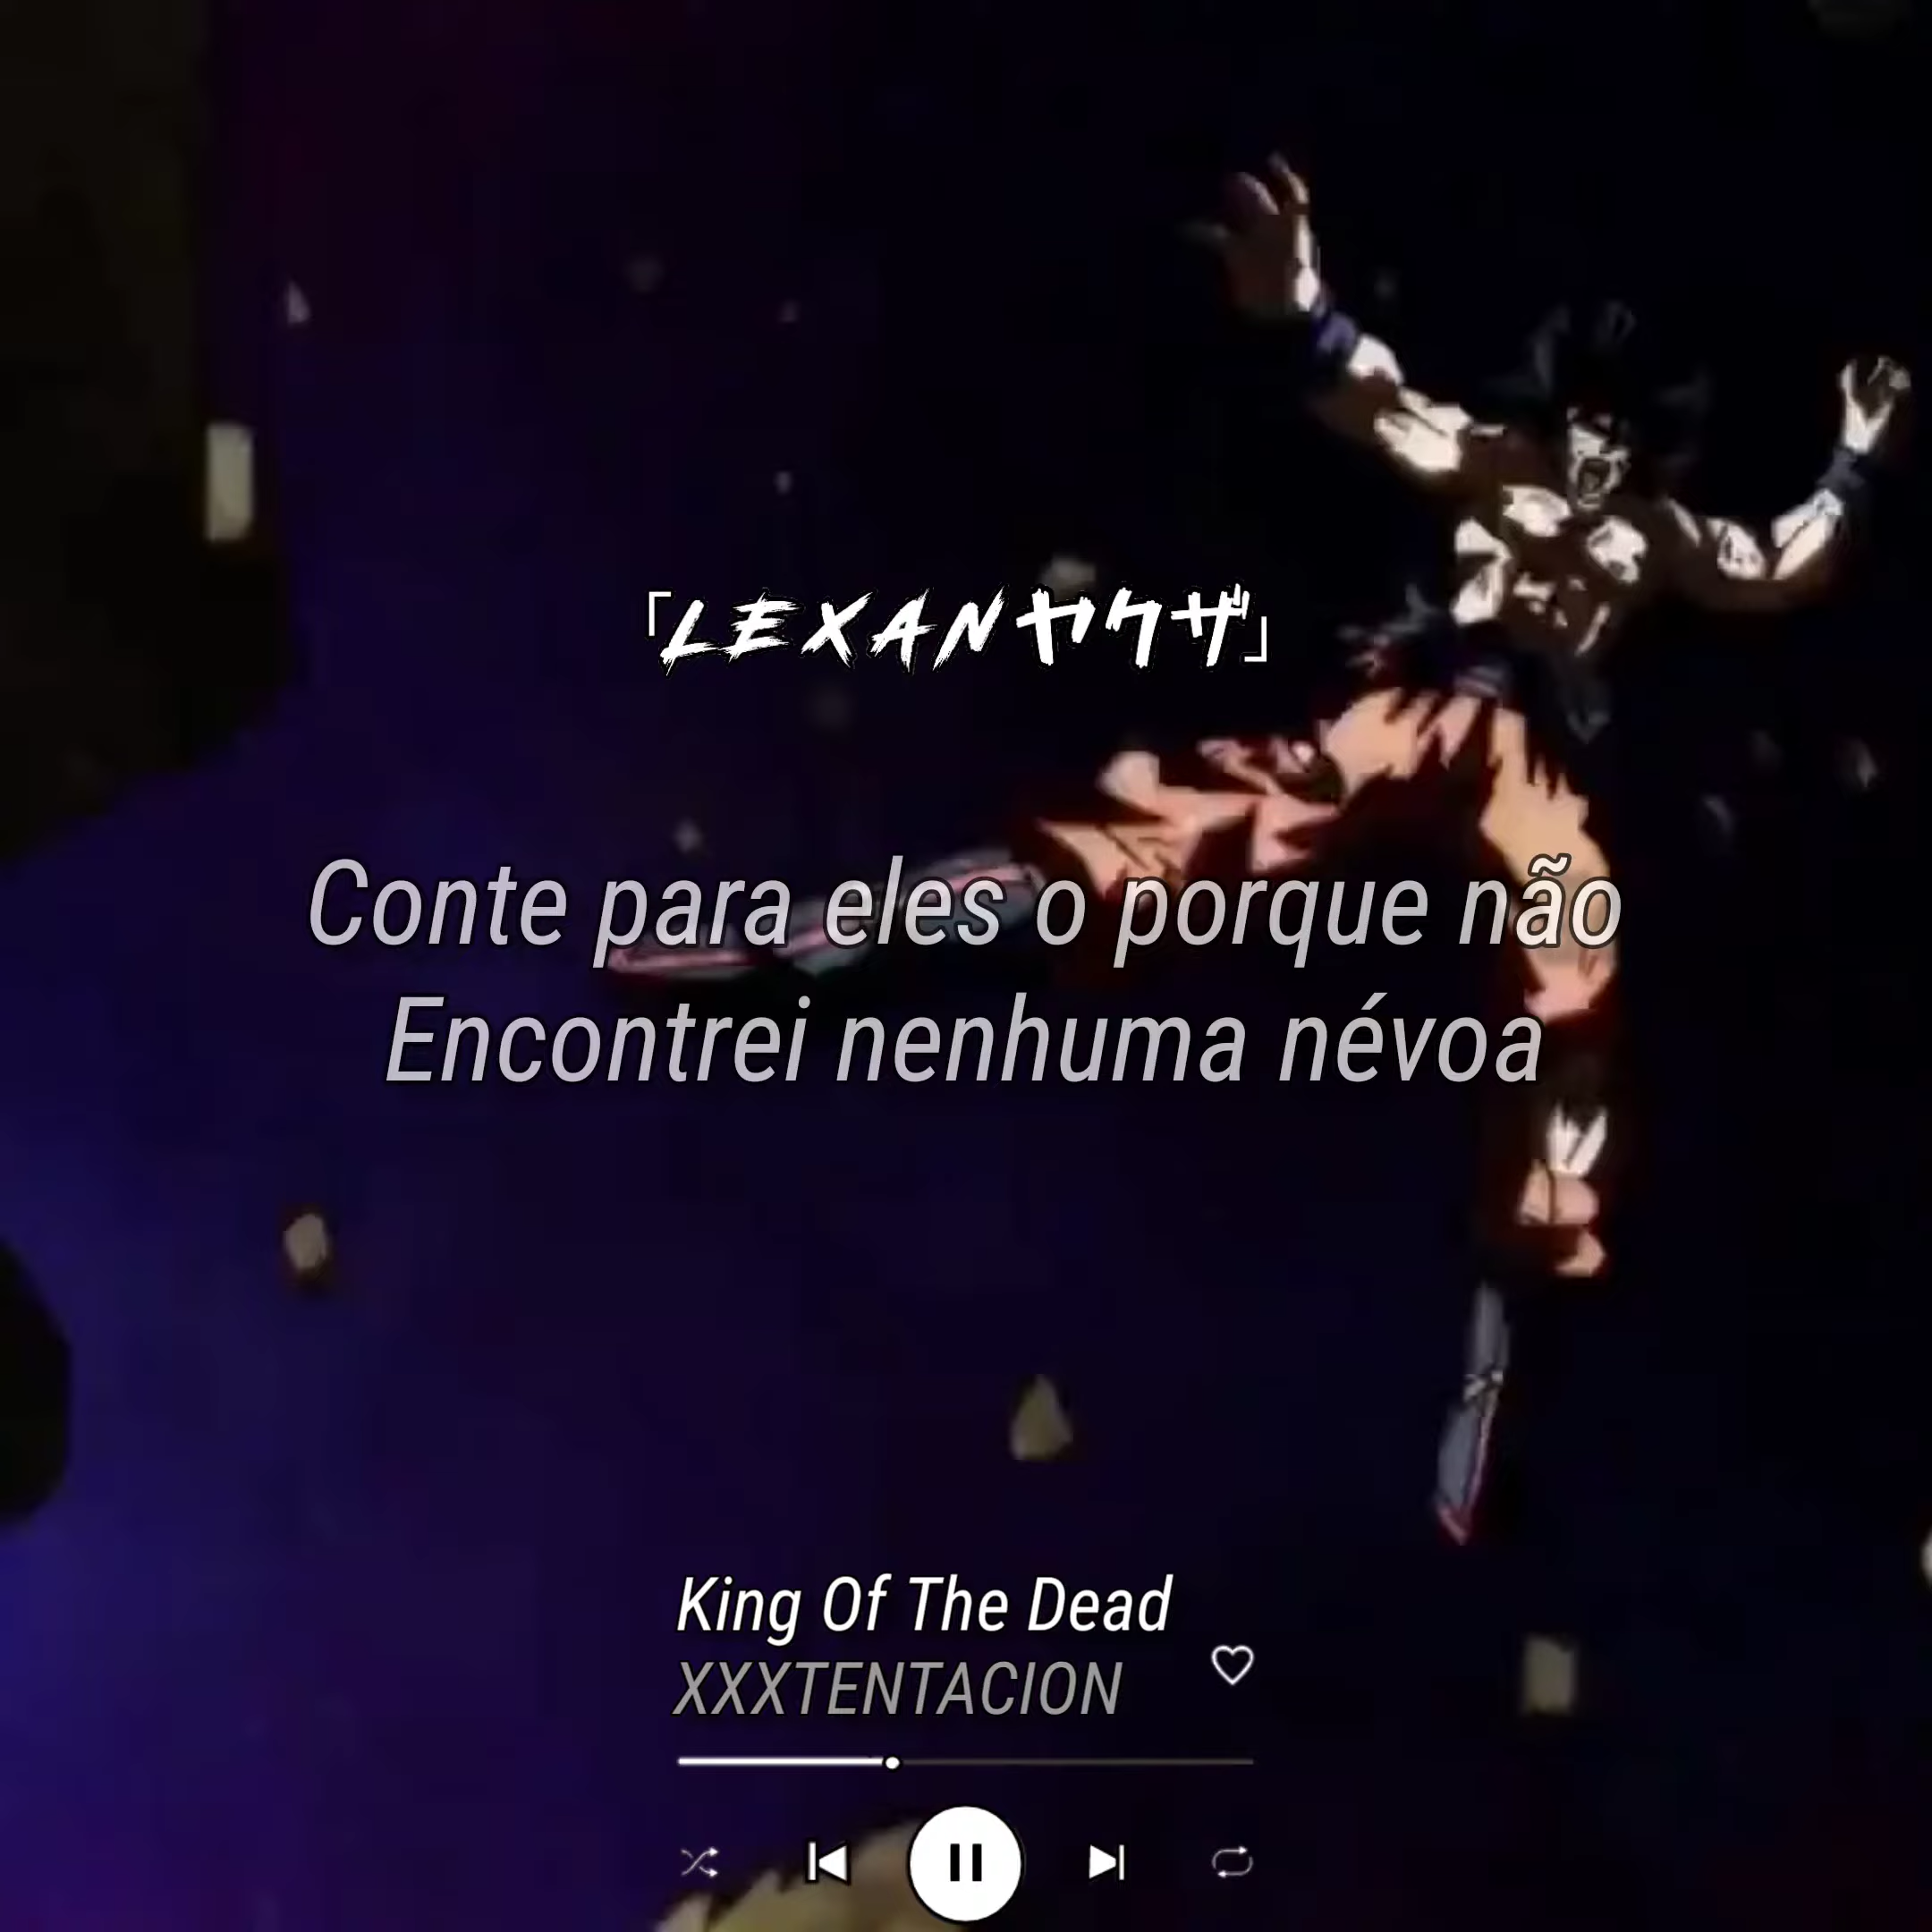 「LEXANヤクザ」
Conte para eles o porque não
Encontrei nenhuma névoa
King Of The Dead
XXXTENTACION